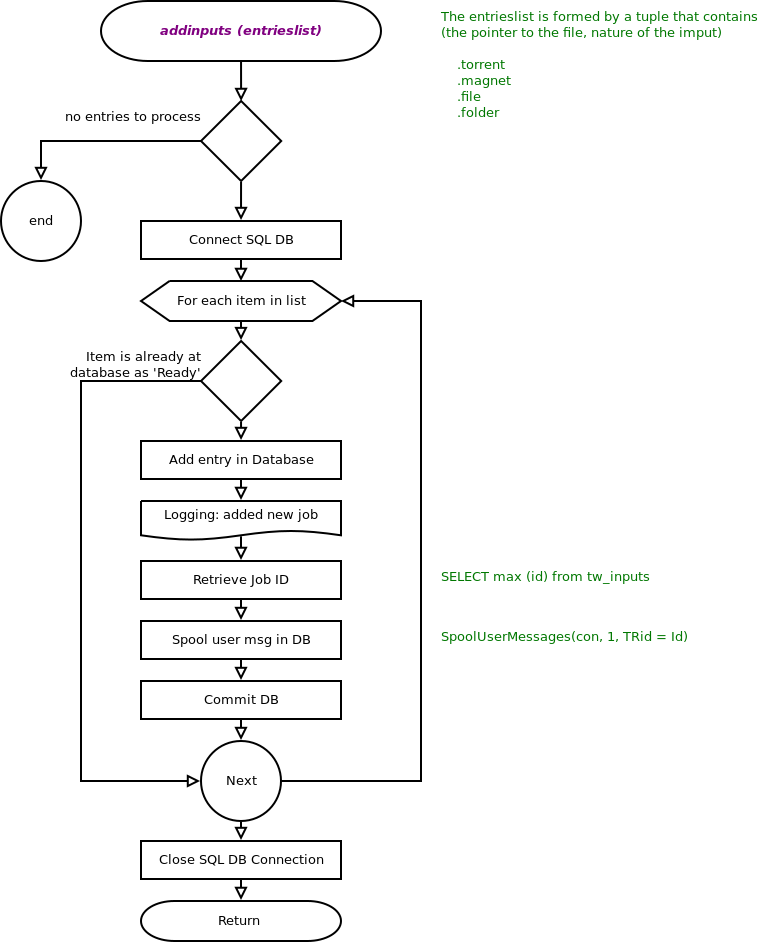 addinputs (entrieslist)
The entrieslist is formed by a tuple that contains
(the pointer to the file, nature of the imput)
.torrent
.magnet
.file
.folder
no entries to process
end
Connect SQL DB
For each item in list
Item is already at
database as 'Ready'
Add entry in Database
Logging: added new job
Retrieve Job ID
SELECT max (id) from tw_inputs
Spool user msg in DB
SpoolUserMessages(con, 1, TRid = Id)
Commit DB
Next
Close SQL DB Connection
Return